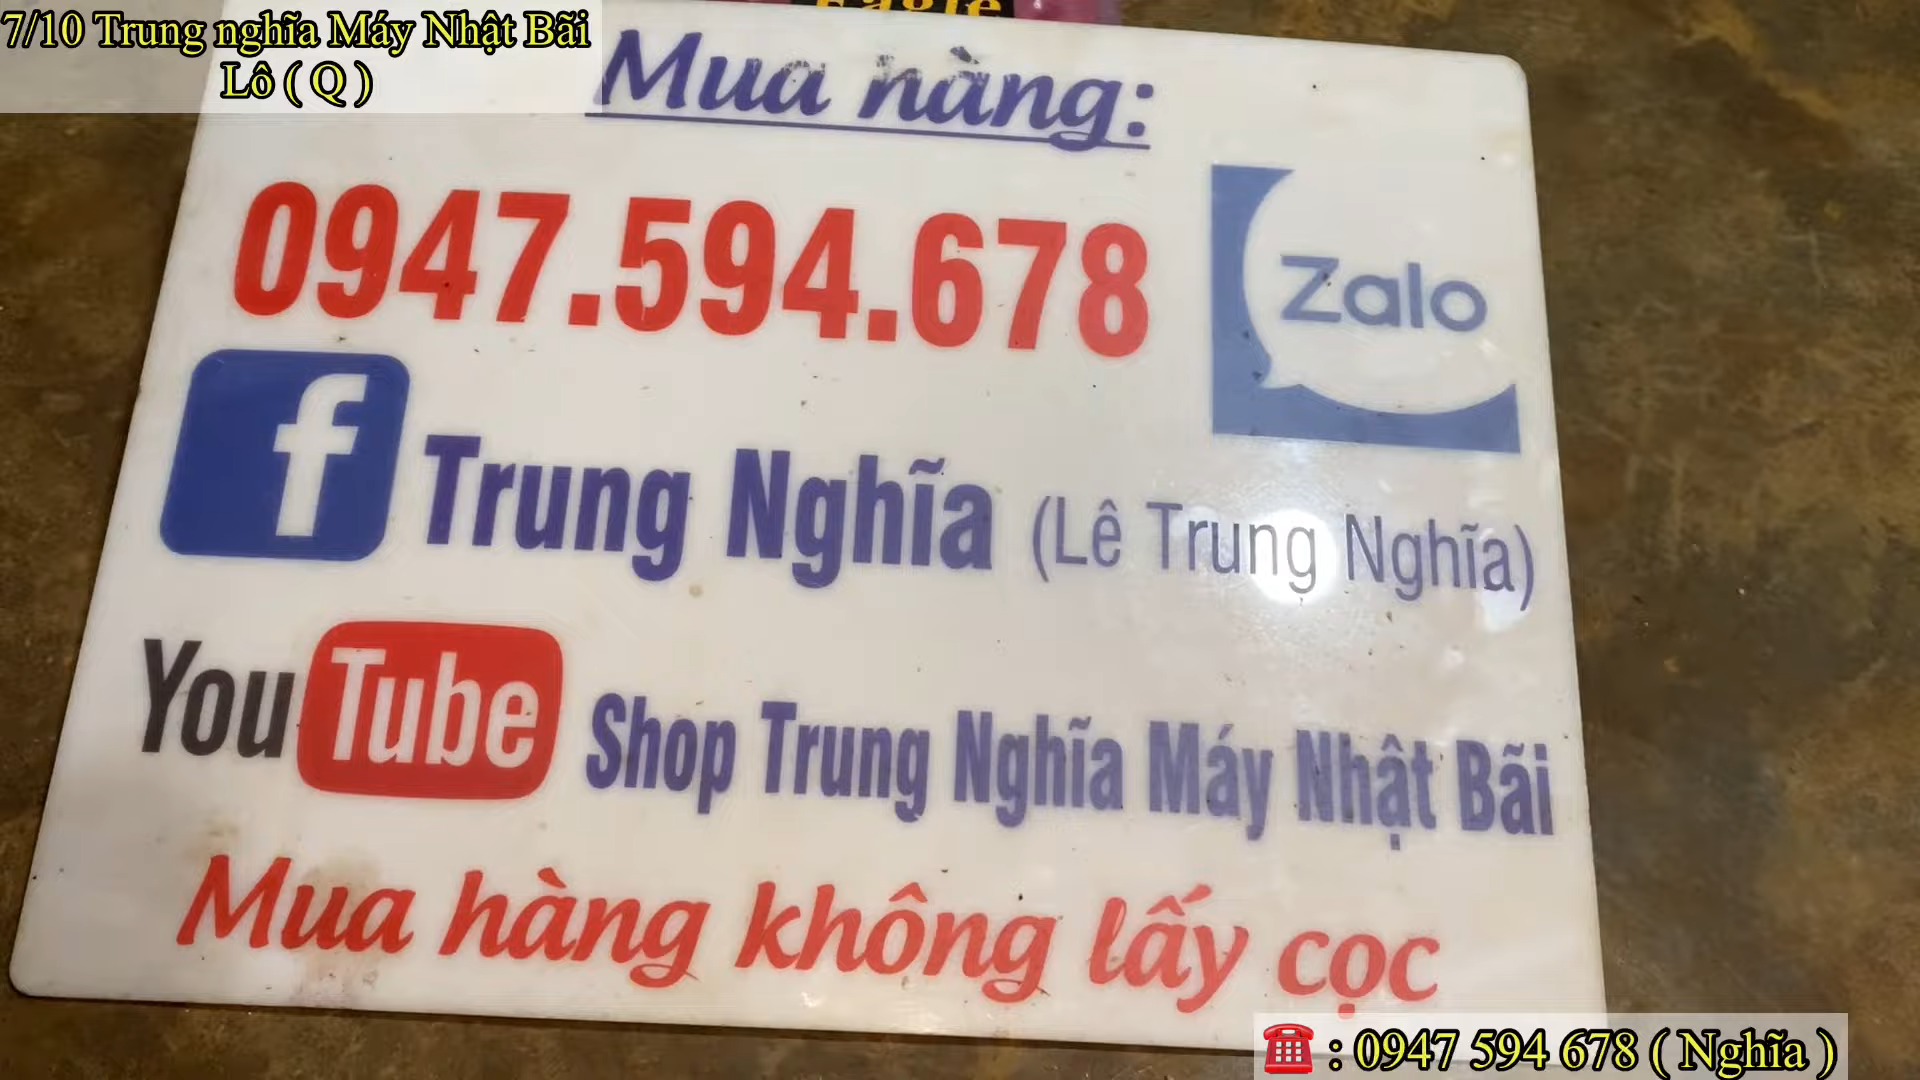 7/10 Trung nghĩa Máy Nhật Bãi
Lô ( Q )
Eagle
Mua hàng:
0947.594.678
Zalo
f Trung Nghĩa (Lê Trung Nghĩa)
YouTube Shop Trung Nghĩa Máy Nhật Bãi
Mua hàng không lấy cọc
☎ : 0947 594 678 ( Nghĩa )